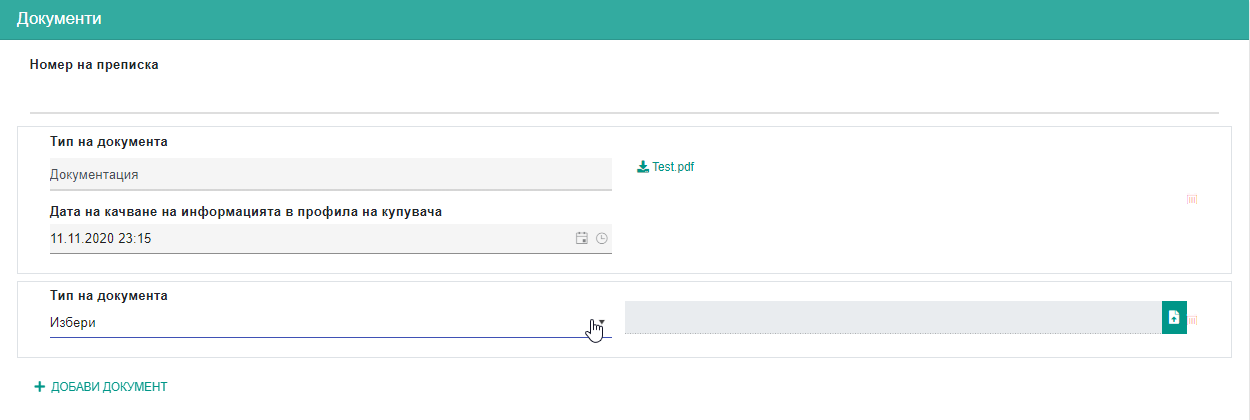 Документи
Номер на преписка
Тип на документа
Документация
Test.pdf
Дата на качване на информацията в профила на купувача
11.11.2020 23:15
Тип на документа
Избери
ДОБАВИ ДОКУМЕНТ